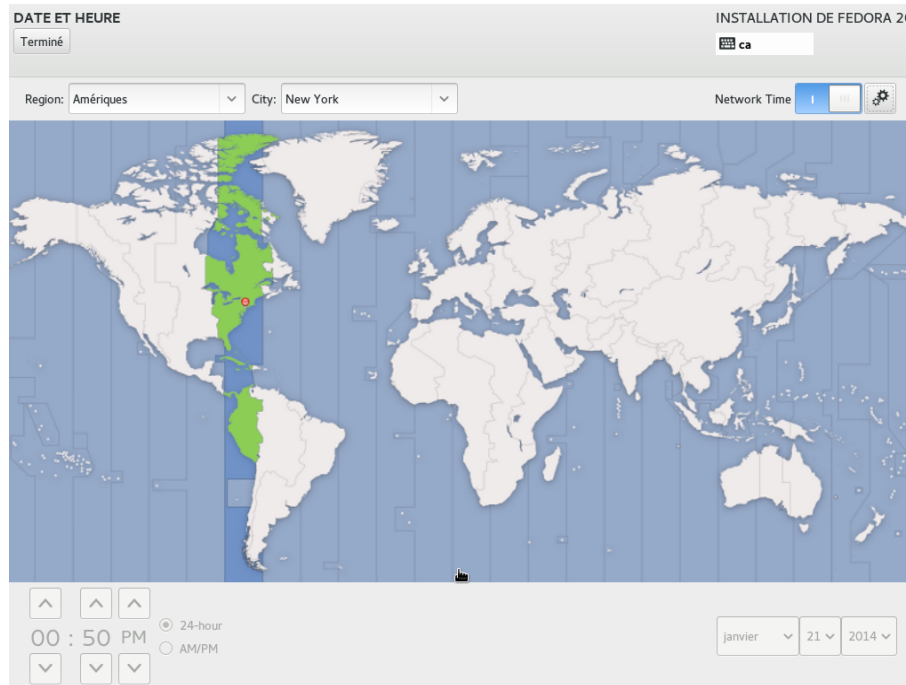 DATE ET HEURE
INSTALLATION DE FEDORA 20
Terminé
ca
Region: Amériques City: New York Network Time
00 : 50 PM
24-hour
AM/PM
janvier 21 2014